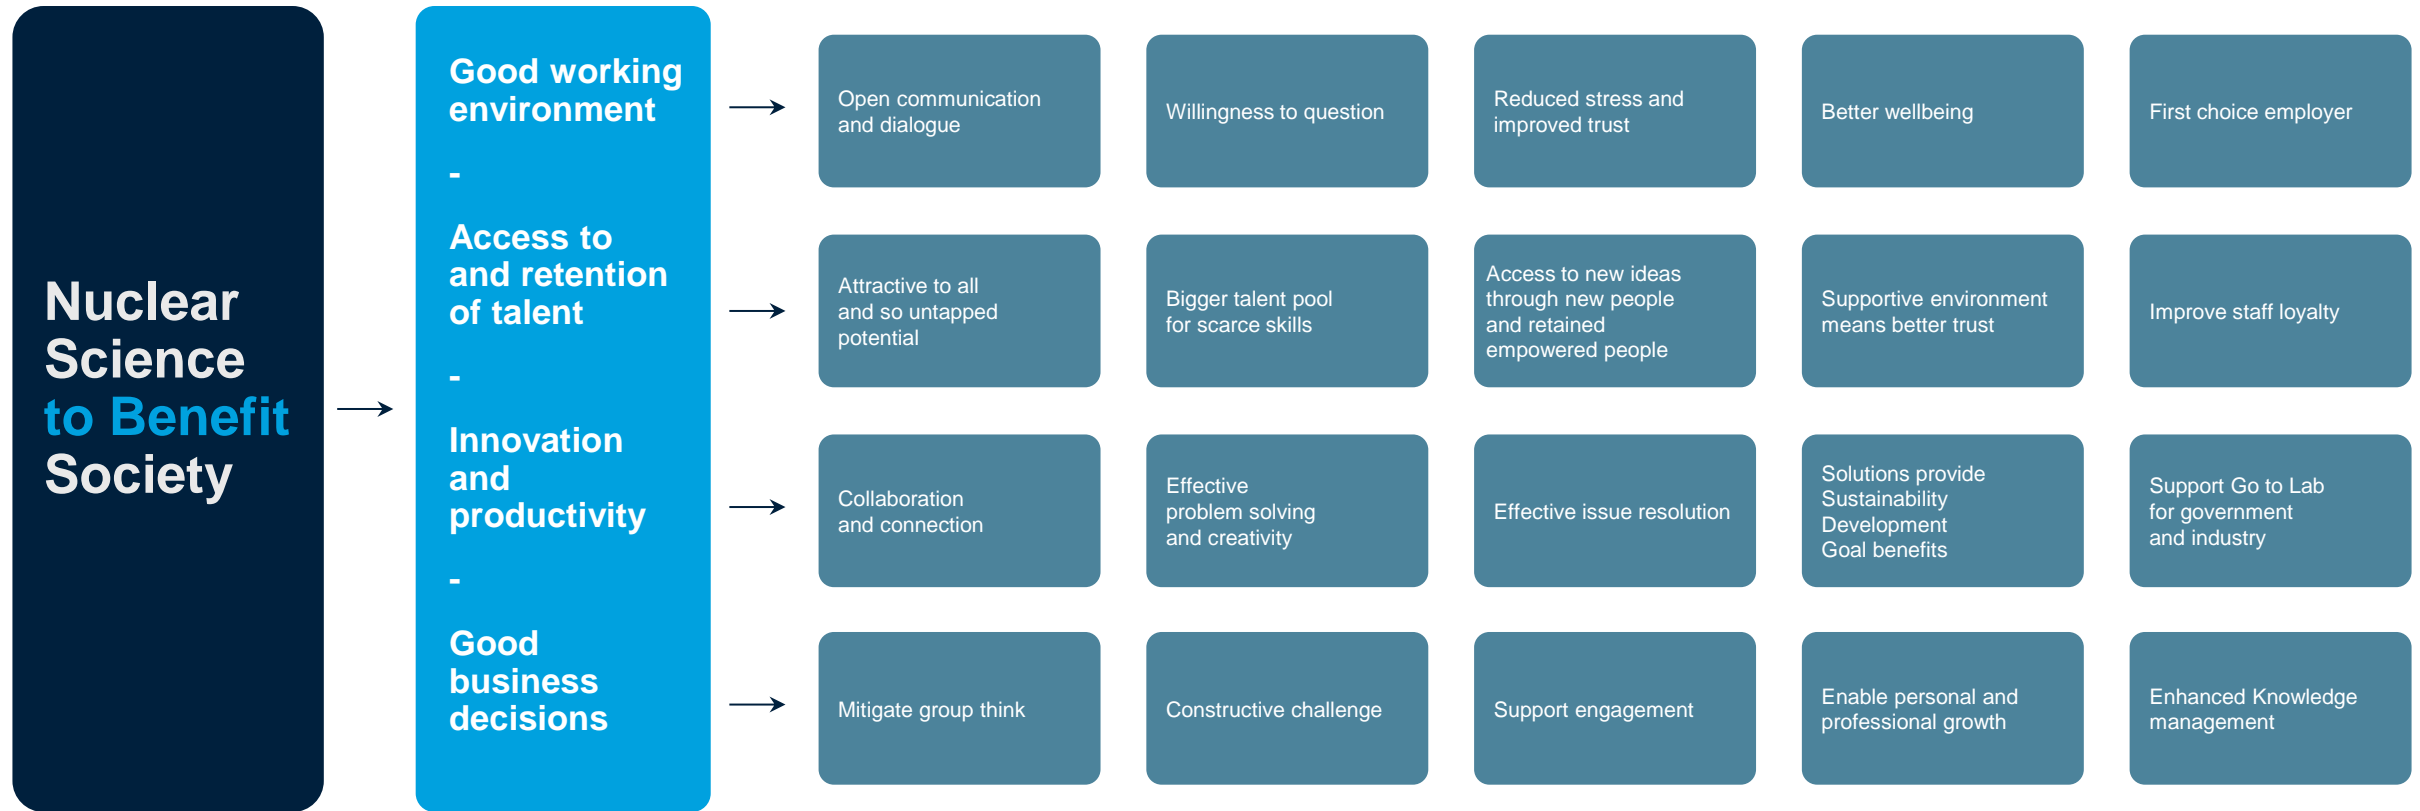 Nuclear
Science
to Benefit
Society
Good working
environment
-
Access to
and retention
of talent
-
Innovation
and
productivity
-
Good
business
decisions
Open communication
and dialogue
Willingness to question
Reduced stress and
improved trust
Better wellbeing
First choice employer
Attractive to all
and so untapped
potential
Bigger talent pool
for scarce skills
Access to new ideas
through new people
and retained
empowered people
Supportive environment
means better trust
Improve staff loyalty
Collaboration
and connection
Effective
problem solving
and creativity
Effective issue resolution
Solutions provide
Sustainability
Development
Goal benefits
Support Go to Lab
for government
and industry
Mitigate group think
Constructive challenge
Support engagement
Enable personal and
professional growth
Enhanced Knowledge
management